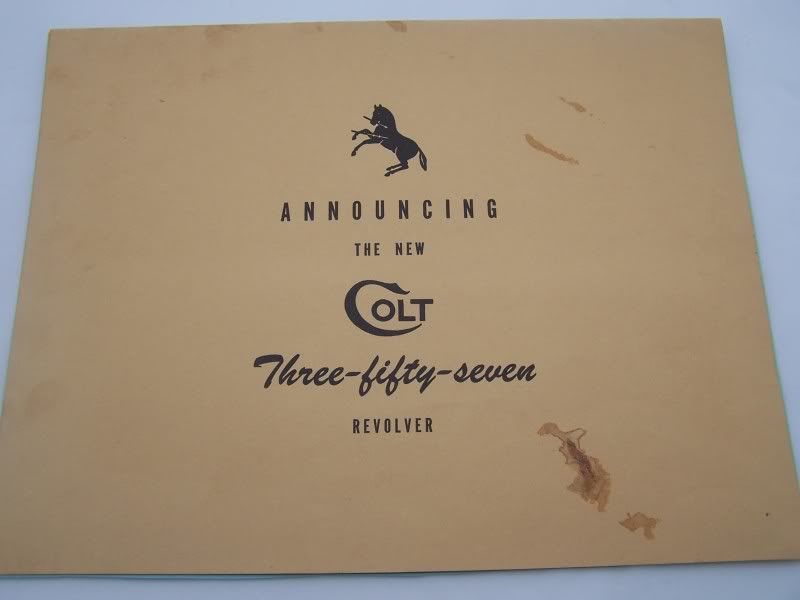 ANNOUNCING
THE NEW
COLT
Three-fifty-seven
REVOLVER